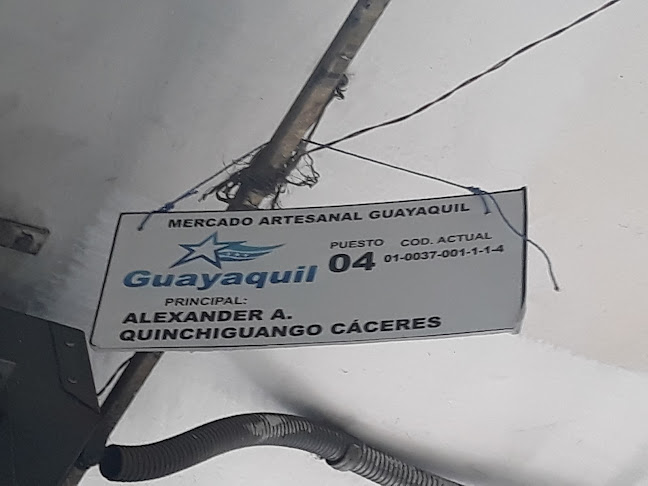 MERCADO ARTESANAL GUAYAQUIL
Guayaquil
PUESTO COD. ACTUAL
04 01-0037-001-1-1-4
PRINCIPAL:
ALEXANDER A.
QUINCHIGUANGO CÁCERES